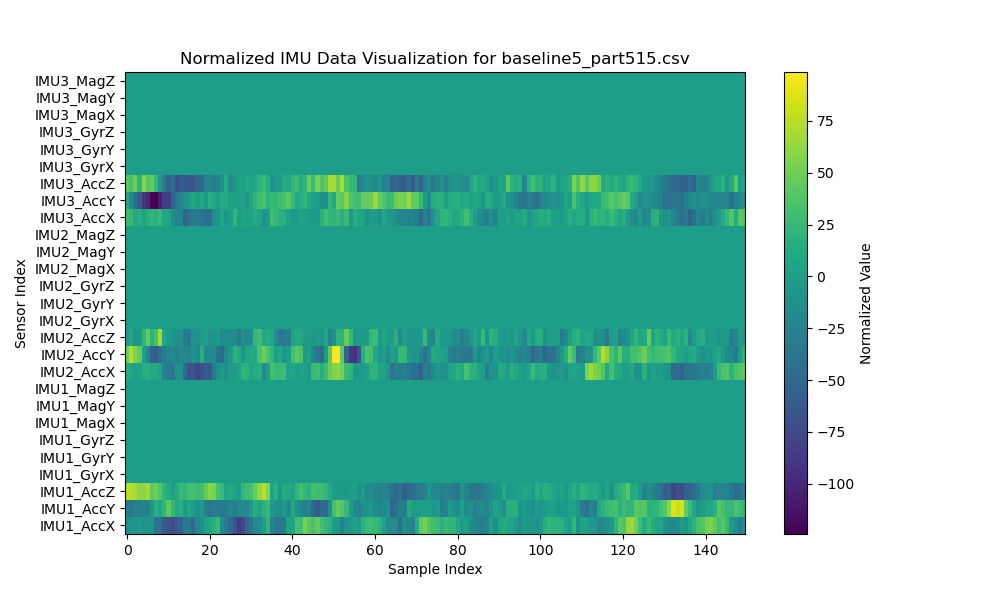 Normalized IMU Data Visualization for baseline5_part515.csv
IMU3_MagZ
IMU3_MagY
IMU3_MagX
IMU3_GyrZ
IMU3_GyrY
IMU3_GyrX
IMU3_AccZ
IMU3_AccY
IMU3_AccX
IMU2_MagZ
IMU2_MagY
IMU2_MagX
IMU2_GyrZ
IMU2_GyrY
IMU2_GyrX
IMU2_AccZ
IMU2_AccY
IMU2_AccX
IMU1_MagZ
IMU1_MagY
IMU1_MagX
IMU1_GyrZ
IMU1_GyrY
IMU1_GyrX
IMU1_AccZ
IMU1_AccY
IMU1_AccX
Sensor Index
0 20 40 60 80 100 120 140
Sample Index
75
50
25
0
−25
−50
−75
−100
Normalized Value